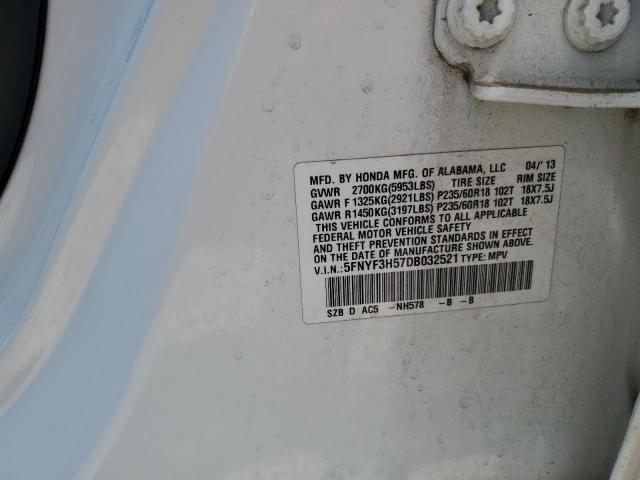 MFD. BY HONDA MFG. OF ALABAMA, LLC 04/'13
GVWR 2700KG(5953LBS) TIRE SIZE RIM SIZE
GAWR F 1325KG(2921LBS) P235/60R18 102T 18X7.5J
GAWR R1450KG(3197LBS) P235/60R18 102T 18X7.5J
THIS VEHICLE CONFORMS TO ALL APPLICABLE
FEDERAL MOTOR VEHICLE SAFETY
AND THEFT PREVENTION STANDARDS IN EFFECT
ON THE DATE OF MANUFACTURE SHOWN ABOVE.
V.I.N.:5FNYF3H57DB032521 TYPE: MPV
SZB D AC5 -NH578 -B -B